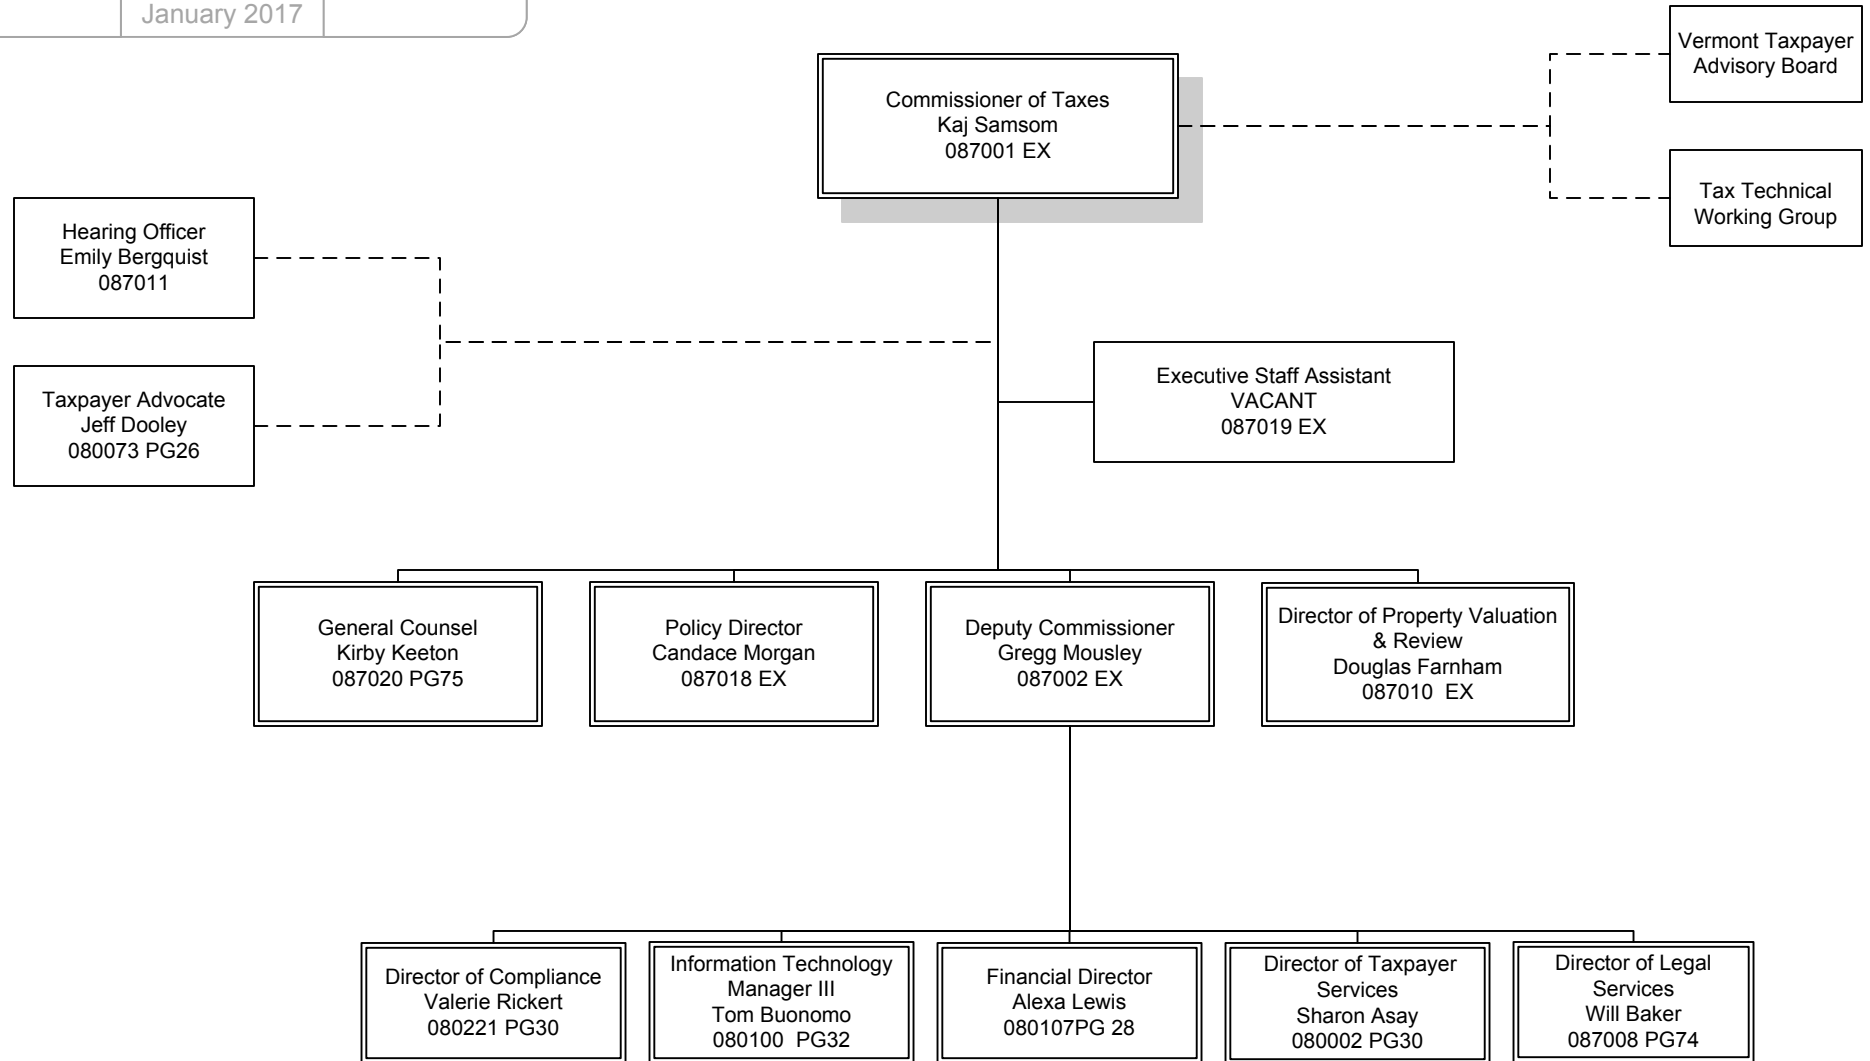 January 2017
Commissioner of Taxes
Kaj Samsom
087001 EX
Vermont Taxpayer
Advisory Board
Tax Technical
Working Group
Hearing Officer
Emily Bergquist
087011
Taxpayer Advocate
Jeff Dooley
080073 PG26
Executive Staff Assistant
VACANT
087019 EX
General Counsel
Kirby Keeton
087020 PG75
Policy Director
Candace Morgan
087018 EX
Deputy Commissioner
Gregg Mousley
087002 EX
Director of Property Valuation
& Review
Douglas Farnham
087010  EX
Director of Compliance
Valerie Rickert
080221 PG30
Information Technology
Manager III
Tom Buonomo
080100  PG32
Financial Director
Alexa Lewis
080107PG 28
Director of Taxpayer
Services
Sharon Asay
080002 PG30
Director of Legal
Services
Will Baker
087008 PG74